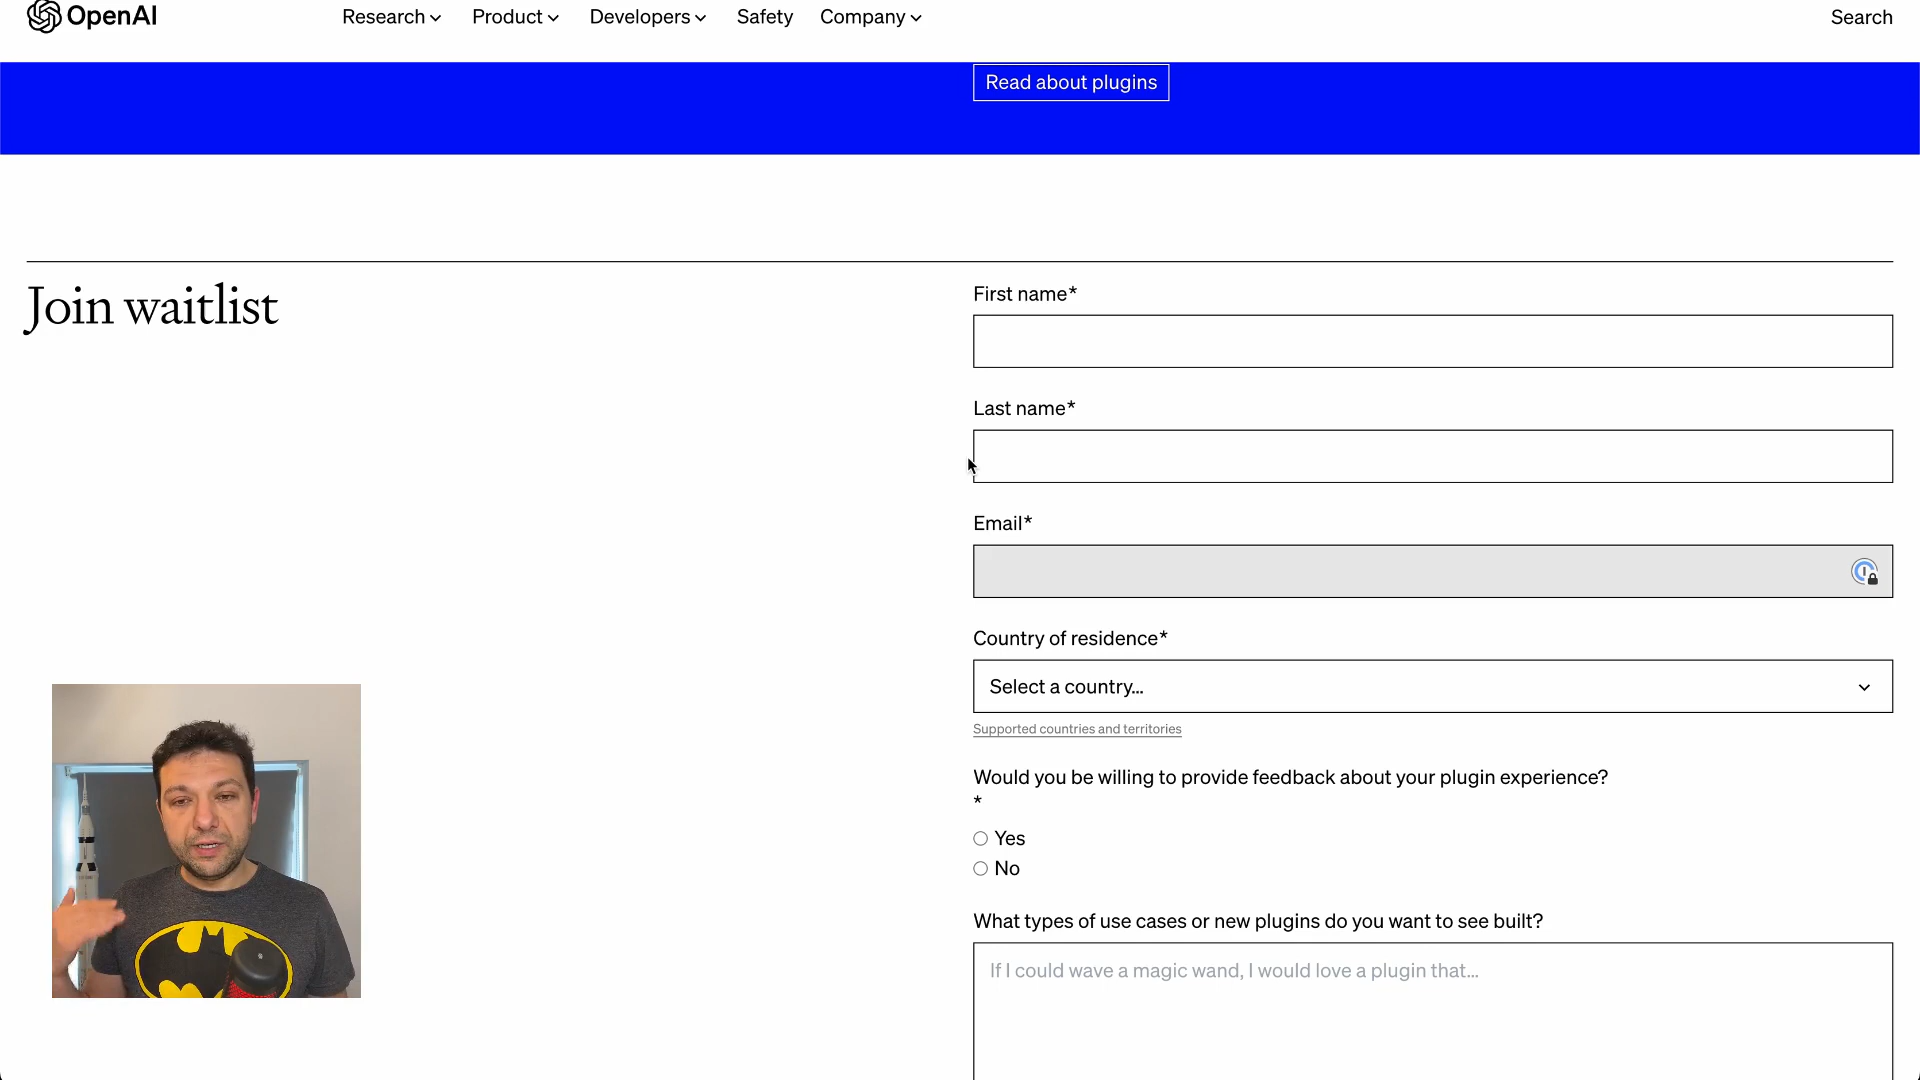 OpenAI
Research
Product
Developers
Safety
Company
Search
Read about plugins
Join waitlist
First name*
Last name*
Email*
Country of residence*
Select a country...
Supported countries and territories
Would you be willing to provide feedback about your plugin experience?
*
Yes
No
What types of use cases or new plugins do you want to see built?
If I could wave a magic wand, I would love a plugin that...